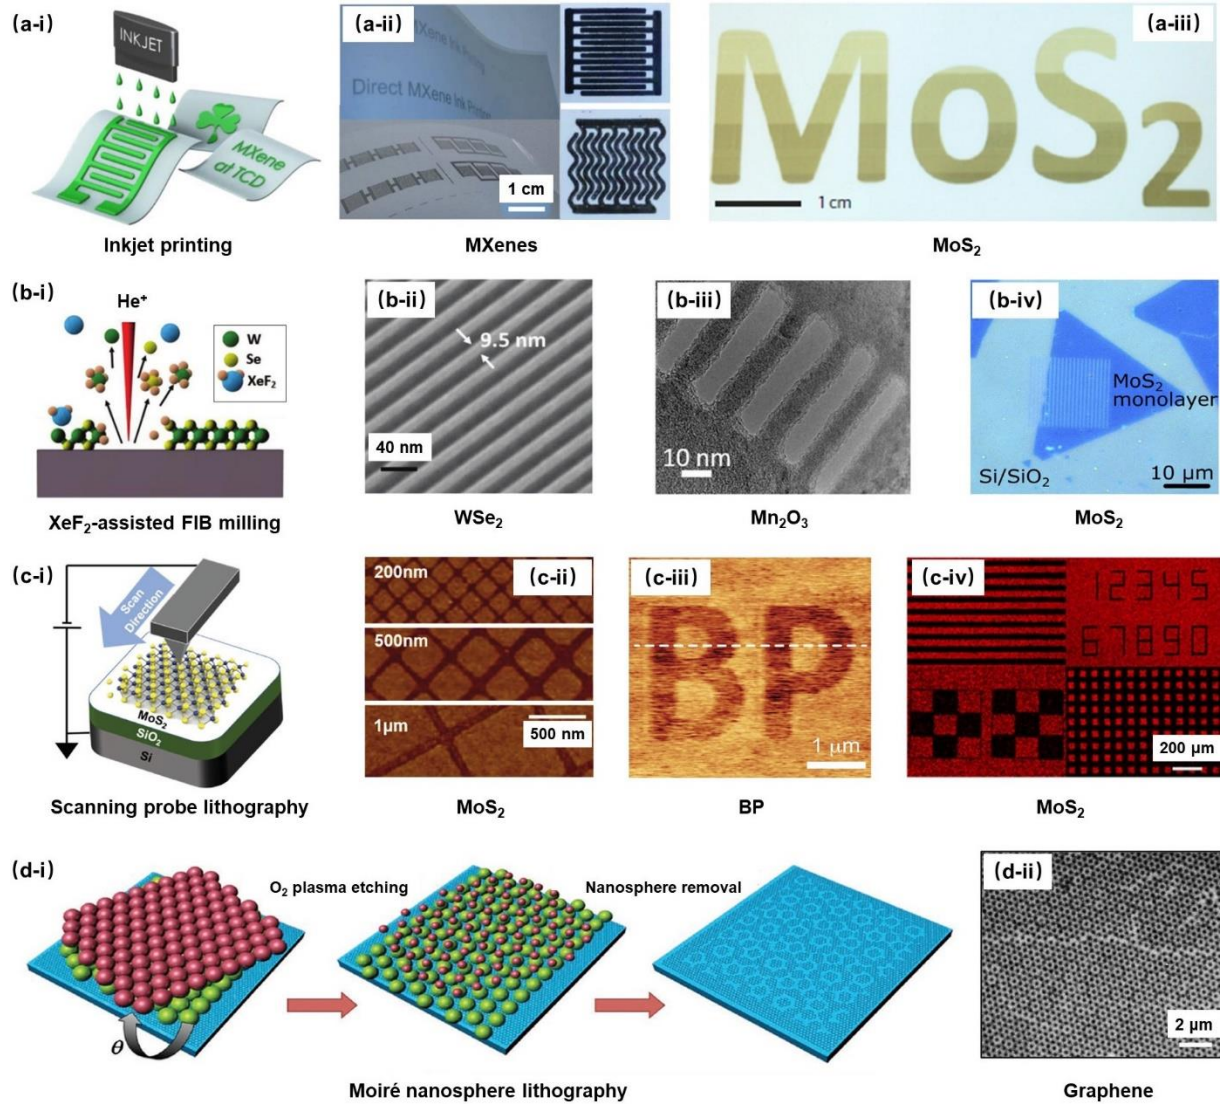 (a-i)
INKJET
MXene
at TCD
Inkjet printing
(a-ii)
Direct MXene Ink
1 cm
MXenes
(a-iii)
MoS₂
1 cm
MoS₂
(b-i)
He⁺
W
Se
XeF₂
XeF₂-assisted FIB milling
(b-ii)
9.5 nm
40 nm
WSe₂
(b-iii)
10 nm
Mn₂O₃
(b-iv)
MoS₂
monolayer
Si/SiO₂
10 µm
MoS₂
(c-i)
Scan
Direction
MoS₂
SiO₂
Si
Scanning probe lithography
(c-ii)
200nm
500nm
1µm
500 nm
MoS₂
(c-iii)
BP
1 µm
BP
(c-iv)
12345
67890
200 µm
MoS₂
(d-i)
O₂ plasma etching
Nanosphere removal
θ
Moiré nanosphere lithography
(d-ii)
2 µm
Graphene